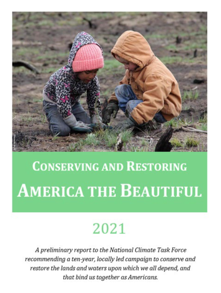 CONSERVING AND RESTORING
AMERICA THE BEAUTIFUL
2021
A preliminary report to the National Climate Task Force
recommending a ten-year, locally led campaign to conserve and
restore the lands and waters upon which we all depend, and
that bind us together as Americans.